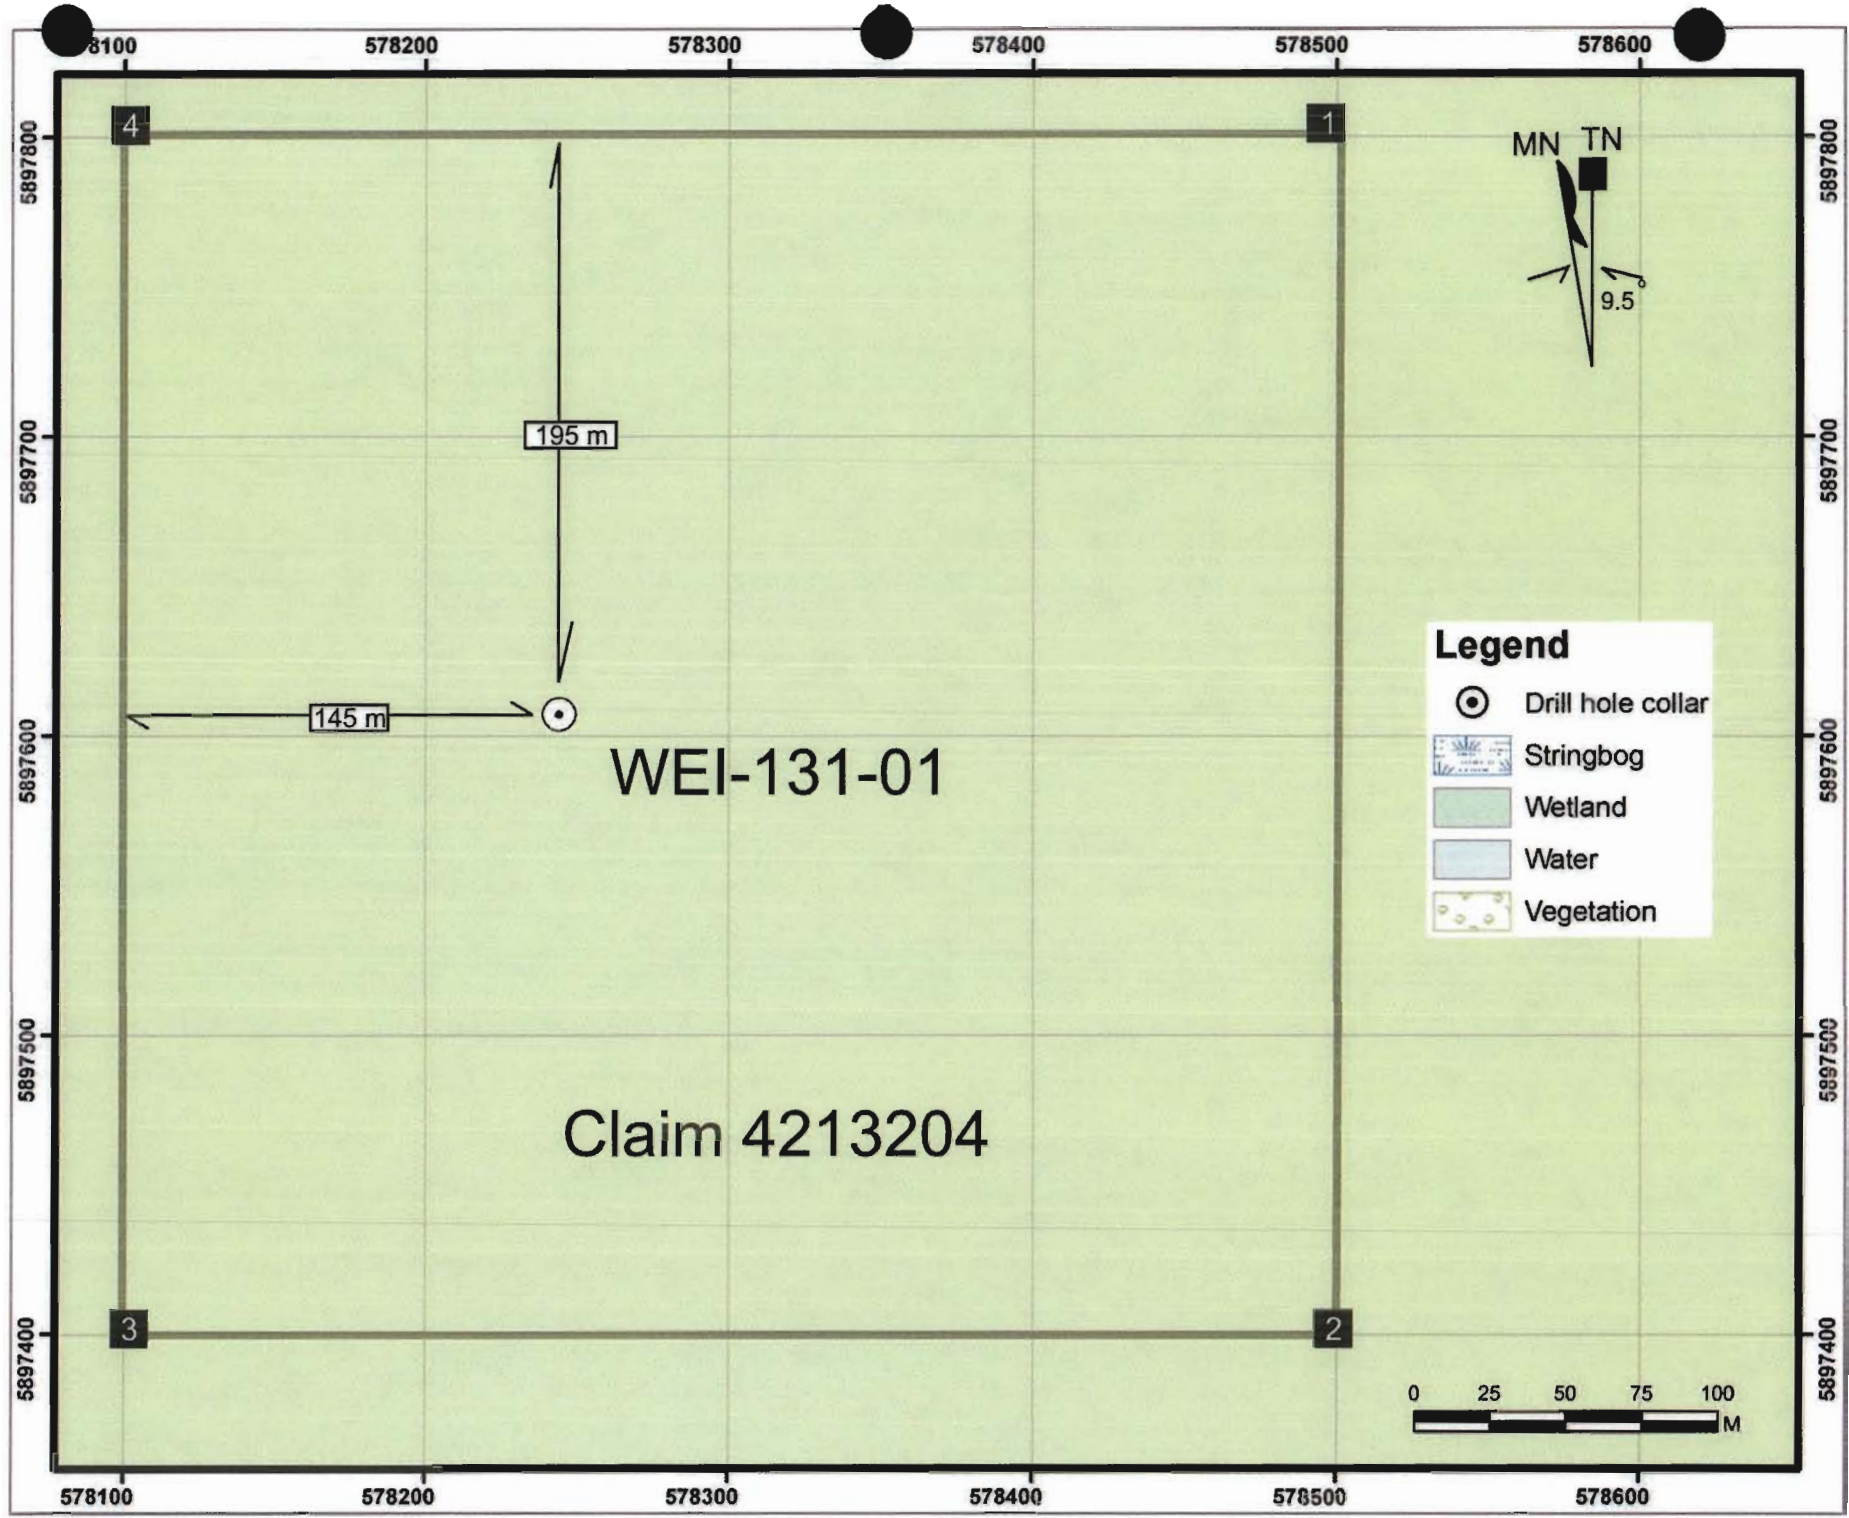 8100 578200 578300 578400 578500 578600
4 1
MN TN
9.5°
5897800 5897800
195 m
5897700 5897700
Legend
Drill hole collar
Stringbog
Wetland
Water
Vegetation
145 m
5897600 5897600
WEI-131-01
5897500 5897500
Claim 4213204
3 2
5897400 5897400
0 25 50 75 100
M
578100 578200 578300 578400 578500 578600